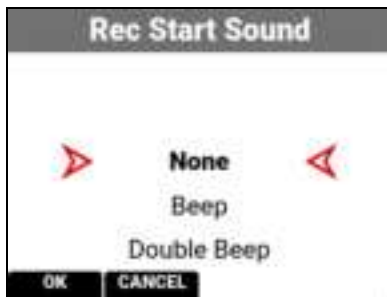 Rec Start Sound
None
Beep
Double Beep
OK CANCEL